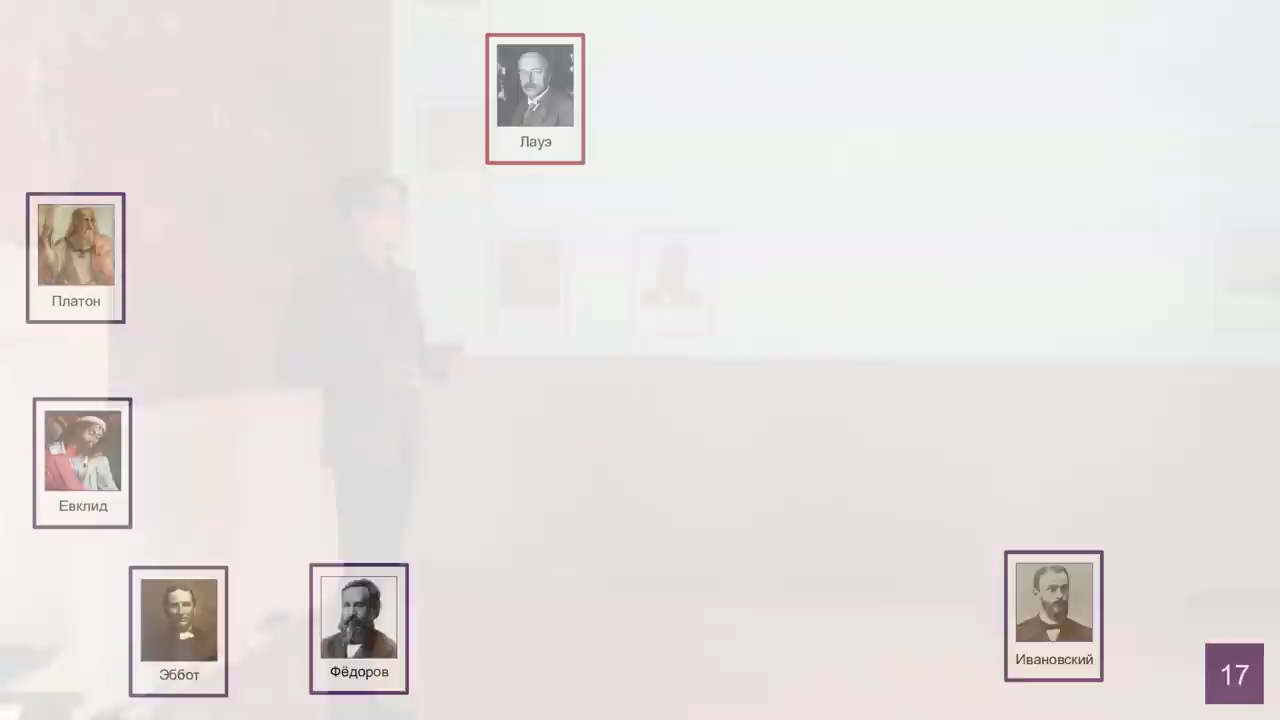 Лауэ
Платон
Евклид
Эббот
Фёдоров
Ивановский
17